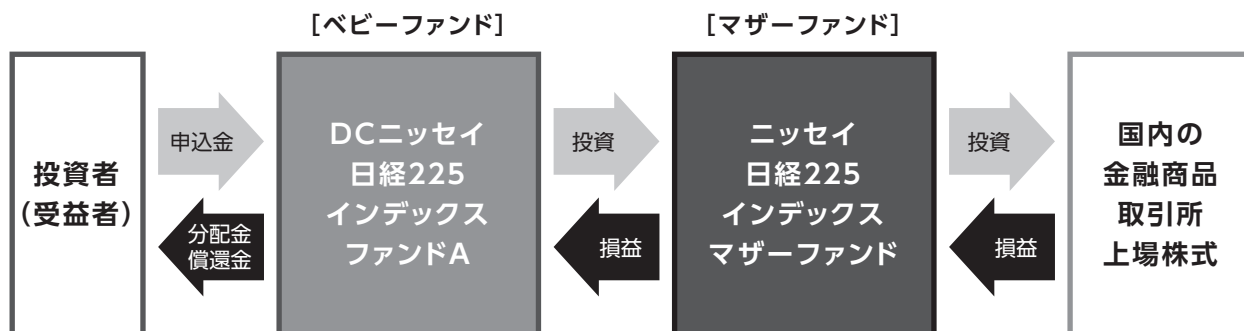 [ベビーファンド]
[マザーファンド]
投資者
(受益者)
申込金
分配金
償還金
DCニッセイ
日経225
インデックス
ファンドA
投資
損益
ニッセイ
日経225
インデックス
マザーファンド
投資
損益
国内の
金融商品
取引所
上場株式